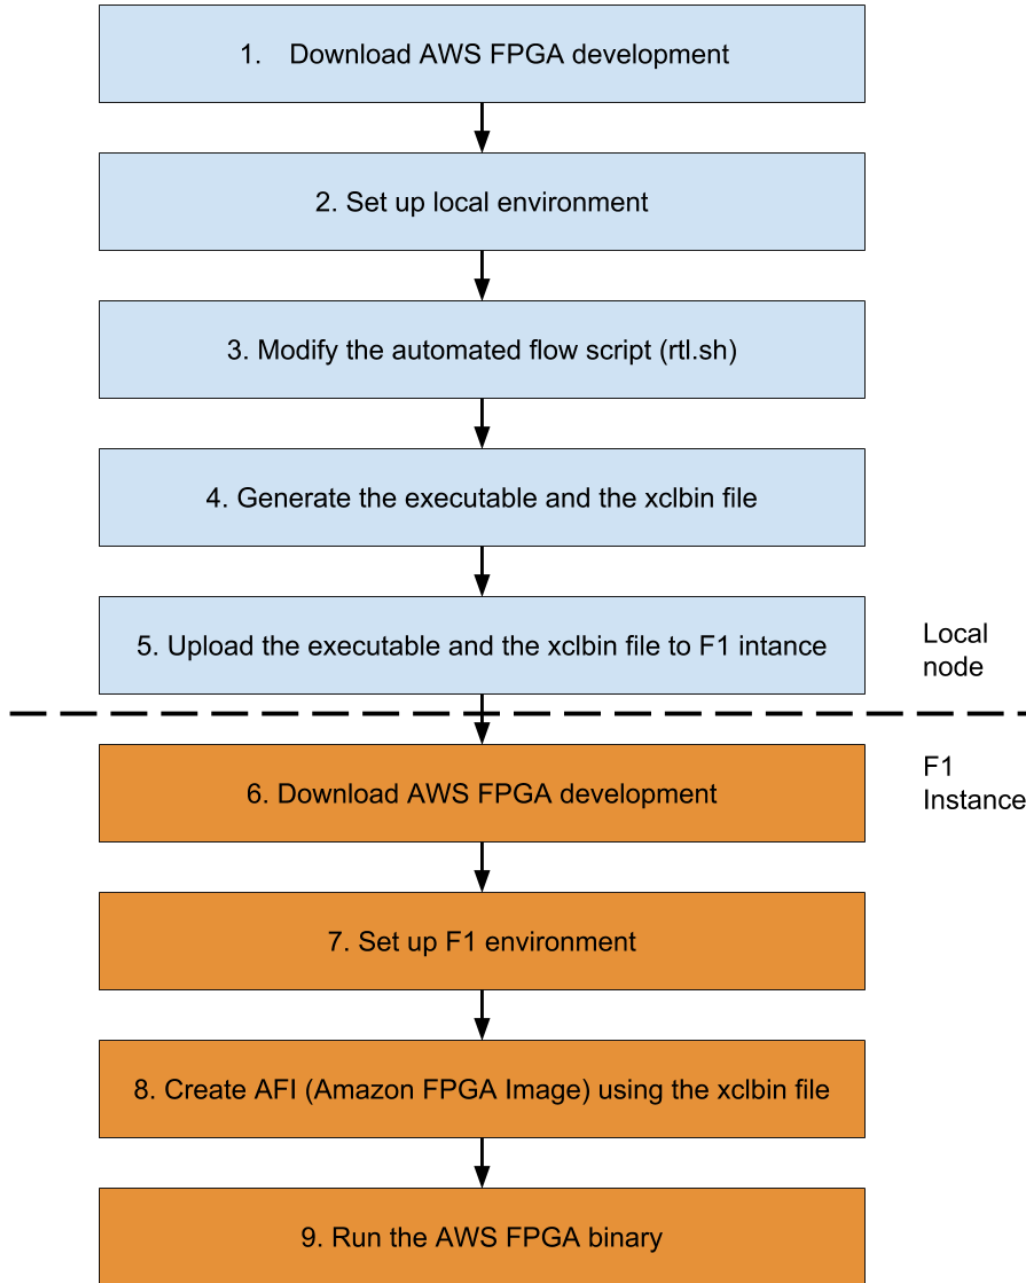 1. Download AWS FPGA development
2. Set up local environment
3. Modify the automated flow script (rtl.sh)
4. Generate the executable and the xclbin file
5. Upload the executable and the xclbin file to F1 intance
Local
node
6. Download AWS FPGA development
F1
Instance
7. Set up F1 environment
8. Create AFI (Amazon FPGA Image) using the xclbin file
9. Run the AWS FPGA binary